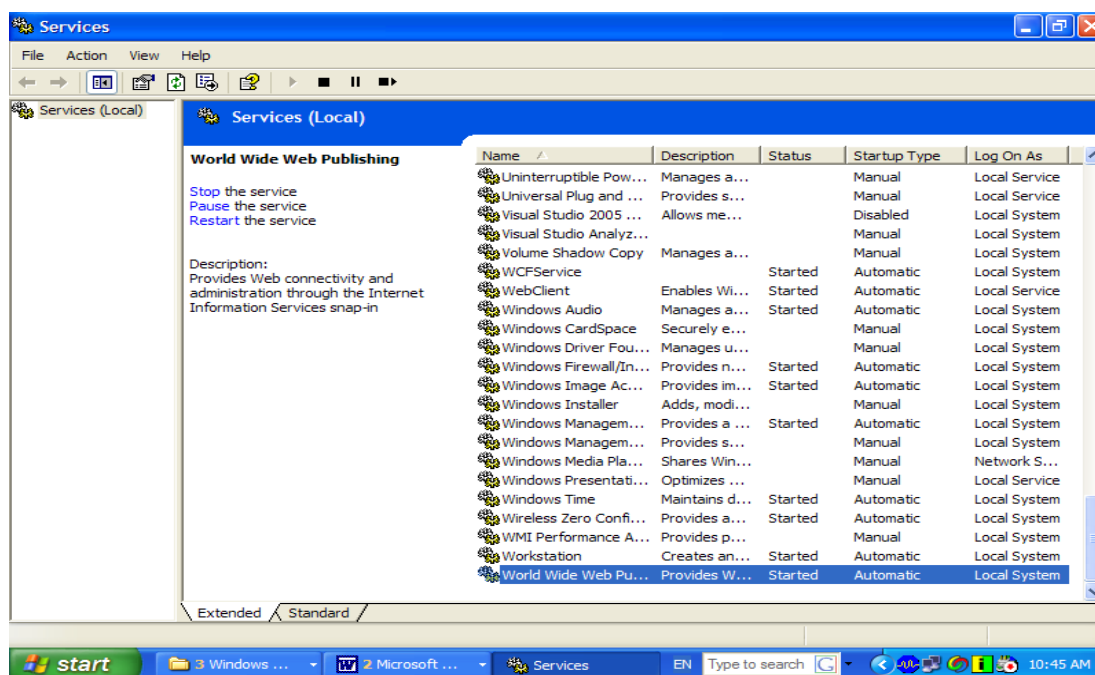 Services
File Action View Help
Services (Local)
Services (Local)
World Wide Web Publishing
Stop the service
Pause the service
Restart the service
Description:
Provides Web connectivity and
administration through the Internet
Information Services snap-in
Name Description Status Startup Type Log On As
Uninterruptible Pow... Manages a... Manual Local Service
Universal Plug and ... Provides s... Manual Local Service
Visual Studio 2005 ... Allows me... Disabled Local System
Visual Studio Analyz... Manual Local System
Volume Shadow Copy Manages a... Manual Local System
WCFService Started Automatic Local System
WebClient Enables Wi... Started Automatic Local Service
Windows Audio Manages a... Started Automatic Local System
Windows CardSpace Securely e... Manual Local System
Windows Driver Fou... Manages u... Manual Local System
Windows Firewall/In... Provides n... Started Automatic Local System
Windows Image Ac... Provides im... Started Automatic Local System
Windows Installer Adds, modi... Manual Local System
Windows Managem... Provides a ... Started Automatic Local System
Windows Managem... Provides s... Manual Local System
Windows Media Pla... Shares Win... Manual Network S...
Windows Presentati... Optimizes ... Manual Local Service
Windows Time Maintains d... Started Automatic Local System
Wireless Zero Confi... Provides a... Started Automatic Local System
WMI Performance A... Provides p... Manual Local System
Workstation Creates an... Started Automatic Local System
World Wide Web Pu... Provides W... Started Automatic Local System
Extended Standard
start 3 Windows ... 2 Microsoft ... Services EN Type to search G 10:45 AM